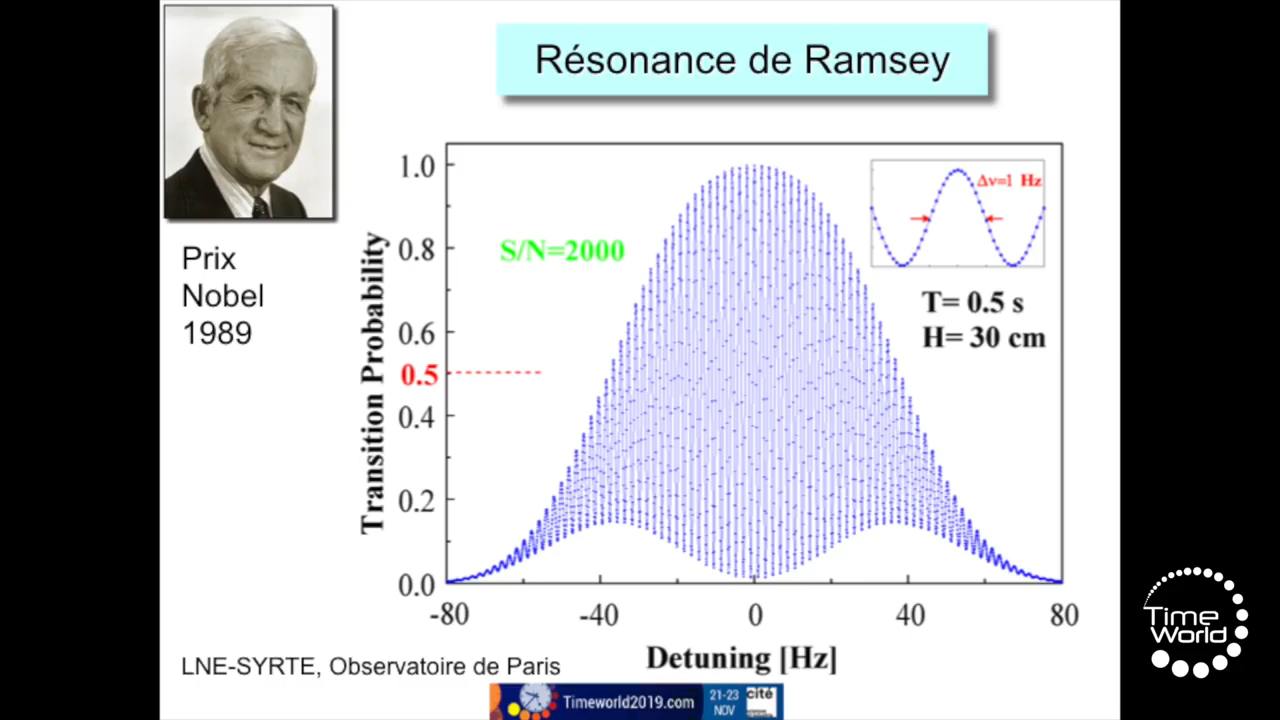 Résonance de Ramsey
Prix
Nobel
1989
Transition Probability
1.0
0.8
0.6
0.5
0.4
0.2
0.0
S/N=2000
Δν=1 Hz
T= 0.5 s
H= 30 cm
-80
-40
0
40
80
Detuning [Hz]
LNE-SYRTE, Observatoire de Paris
Timeworld2019.com
21-23
NOV
cité
Time
World